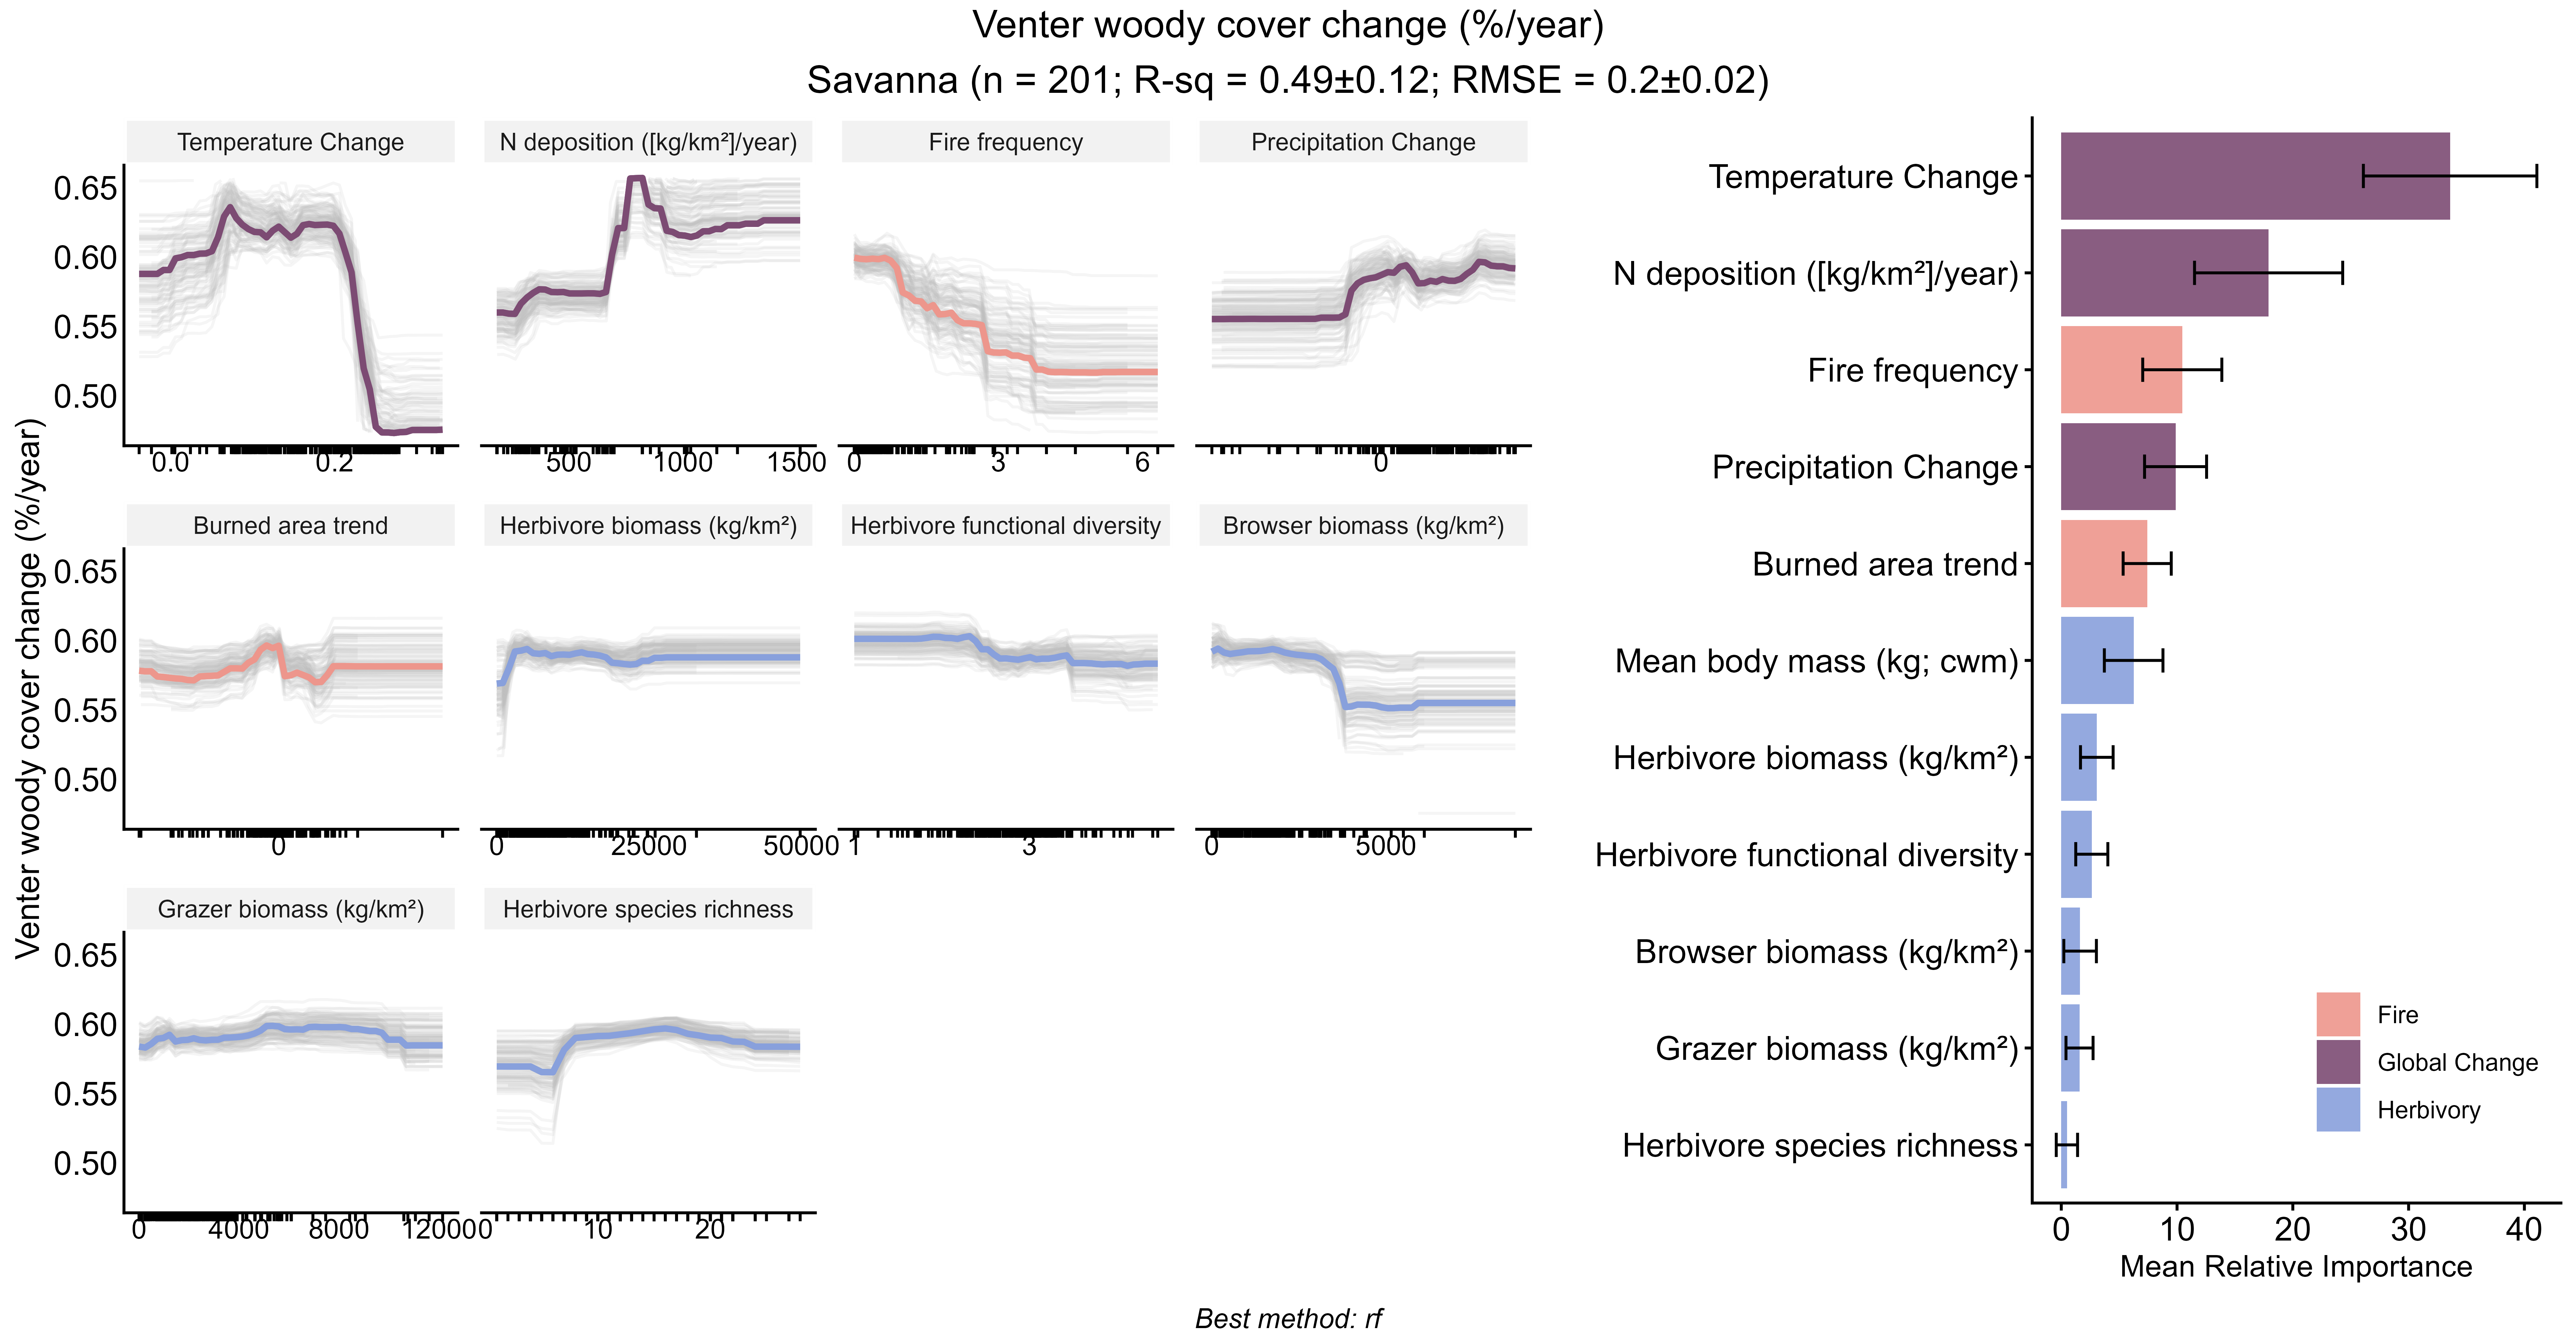 Venter woody cover change (%/year)
Savanna (n = 201; R-sq = 0.49±0.12; RMSE = 0.2±0.02)
Venter woody cover change (%/year)
Temperature Change
N deposition ([kg/km²]/year)
Fire frequency
Precipitation Change
0.65
0.60
0.55
0.50
0.0 0.2
500 1000 1500
0 3 6
0
Burned area trend
Herbivore biomass (kg/km²)
Herbivore functional diversity
Browser biomass (kg/km²)
0.65
0.60
0.55
0.50
0
0 25000 50000
1 3
0 5000
Grazer biomass (kg/km²)
Herbivore species richness
0.65
0.60
0.55
0.50
0 4000 8000 12000
0 10 20
Temperature Change
N deposition ([kg/km²]/year)
Fire frequency
Precipitation Change
Burned area trend
Mean body mass (kg; cwm)
Herbivore biomass (kg/km²)
Herbivore functional diversity
Browser biomass (kg/km²)
Grazer biomass (kg/km²)
Herbivore species richness
Fire
Global Change
Herbivory
0 10 20 30 40
Mean Relative Importance
Best method: rf